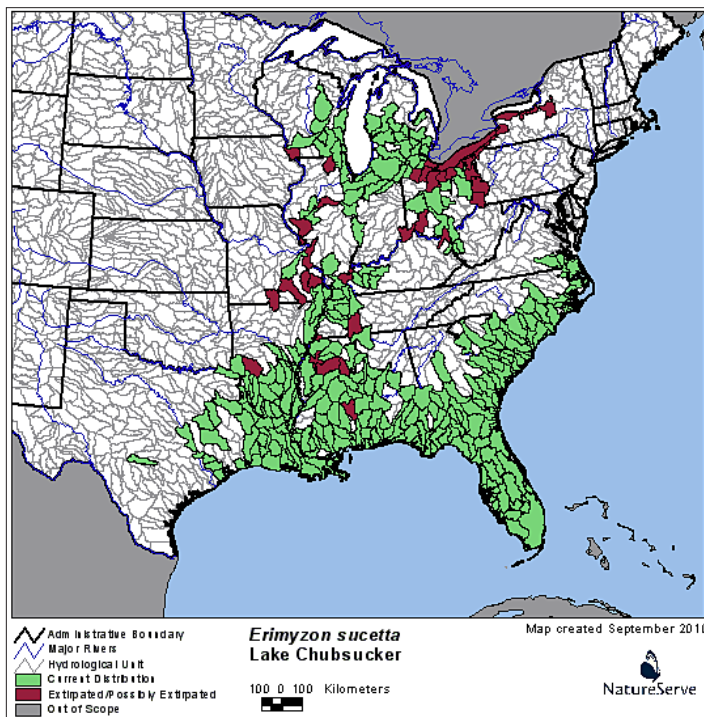 Administrative Boundary
Major Rivers
Hydrological Unit
Current Distribution
Extirpated/Possibly Extirpated
Out of Scope
Erimyzon sucetta
Lake Chubsucker
100 0 100 Kilometers
Map created September 2010
NatureServe